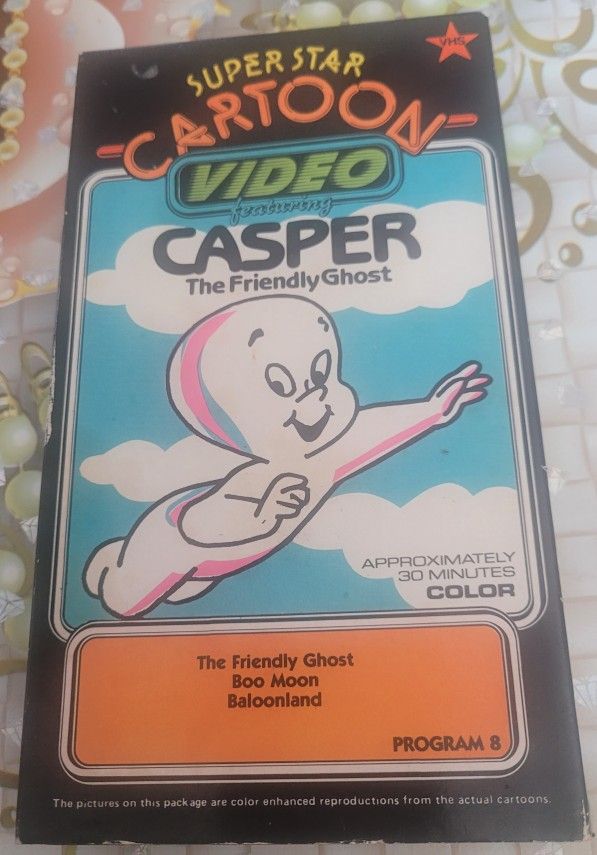 VHS
SUPER STAR
CARTOON
VIDEO
featuring
CASPER
The Friendly Ghost
APPROXIMATELY
30 MINUTES
COLOR
The Friendly Ghost
Boo Moon
Baloonland
PROGRAM 8
The pictures on this package are color enhanced reproductions from the actual cartoons.